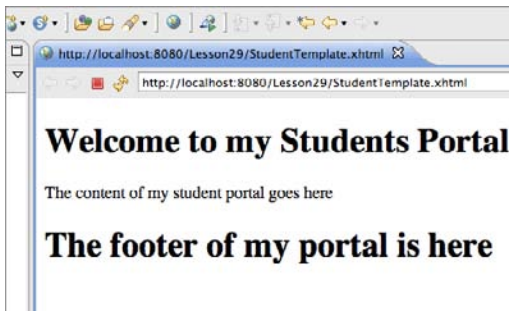 http://localhost:8080/Lesson29/StudentTemplate.xhtml
http://localhost:8080/Lesson29/StudentTemplate.xhtml
Welcome to my Students Portal
The content of my student portal goes here
The footer of my portal is here